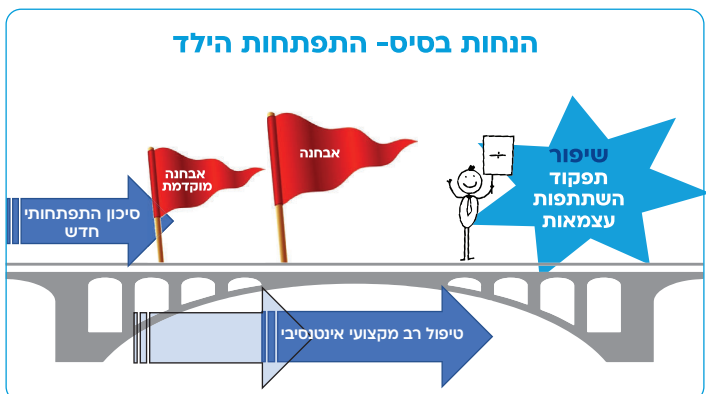 הנחות בסיס- התפתחות הילד
שיפור
תפקוד
השתתפות
עצמאות
אבחנה
אבחנה
מוקדמת
סיכון התפתחותי
חדש
טיפול רב מקצועי אינטנסיבי